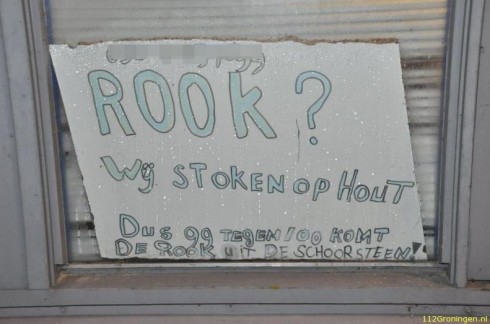 ROOK?
Wij STOKEN OP HOUT
DUS 99 TEGEN 100 KOMT
DE ROOK UIT DE SCHOORSTEEN!
112Groningen.nl